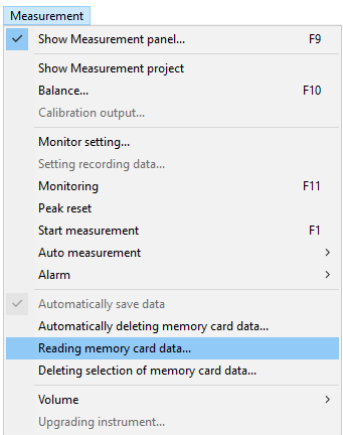 Measurement
Show Measurement panel... F9
Show Measurement project
Balance... F10
Calibration output...
Monitor setting...
Setting recording data...
Monitoring F11
Peak reset
Start measurement F1
Auto measurement
Alarm
Automatically save data
Automatically deleting memory card data...
Reading memory card data...
Deleting selection of memory card data...
Volume
Upgrading instrument...